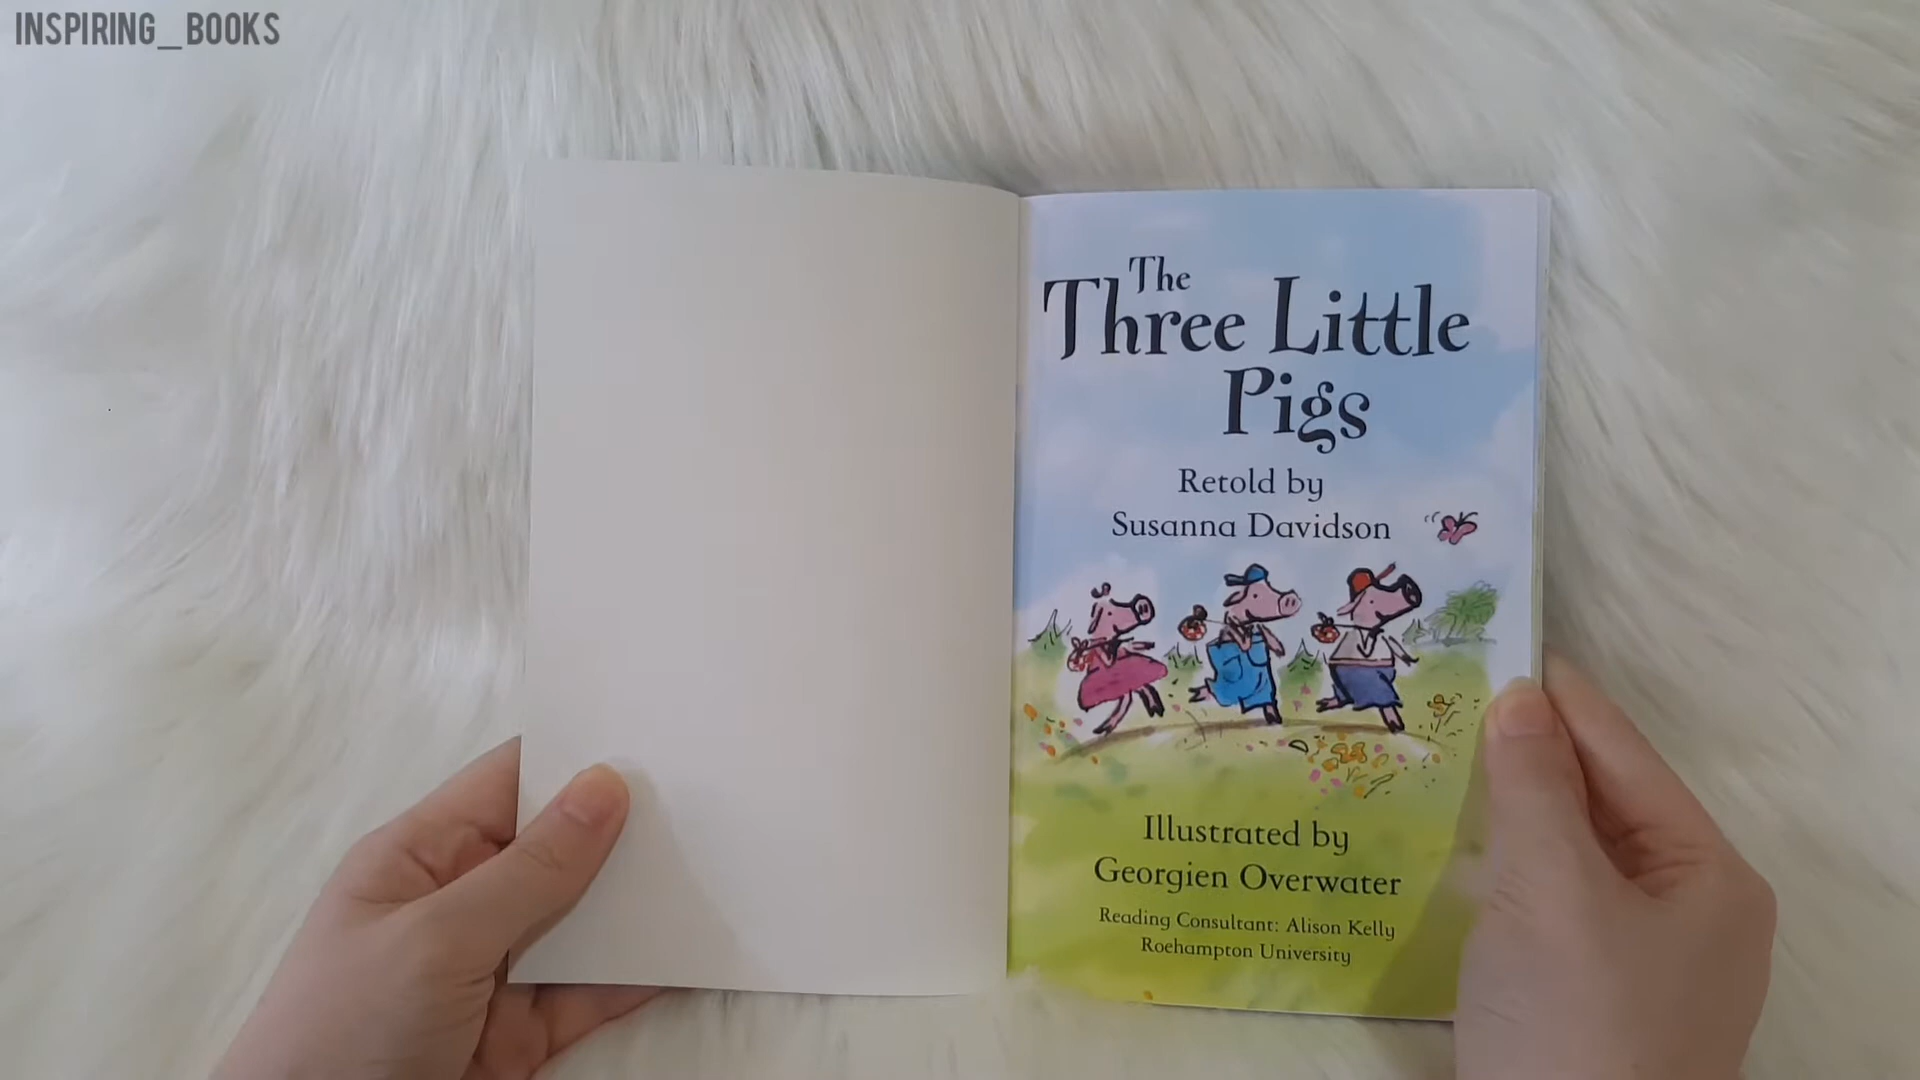 INSPIRING_BOOKS
The
Three Little
Pigs
Retold by
Susanna Davidson
Illustrated by
Georgien Overwater
Reading Consultant: Alison Kelly
Roehampton University